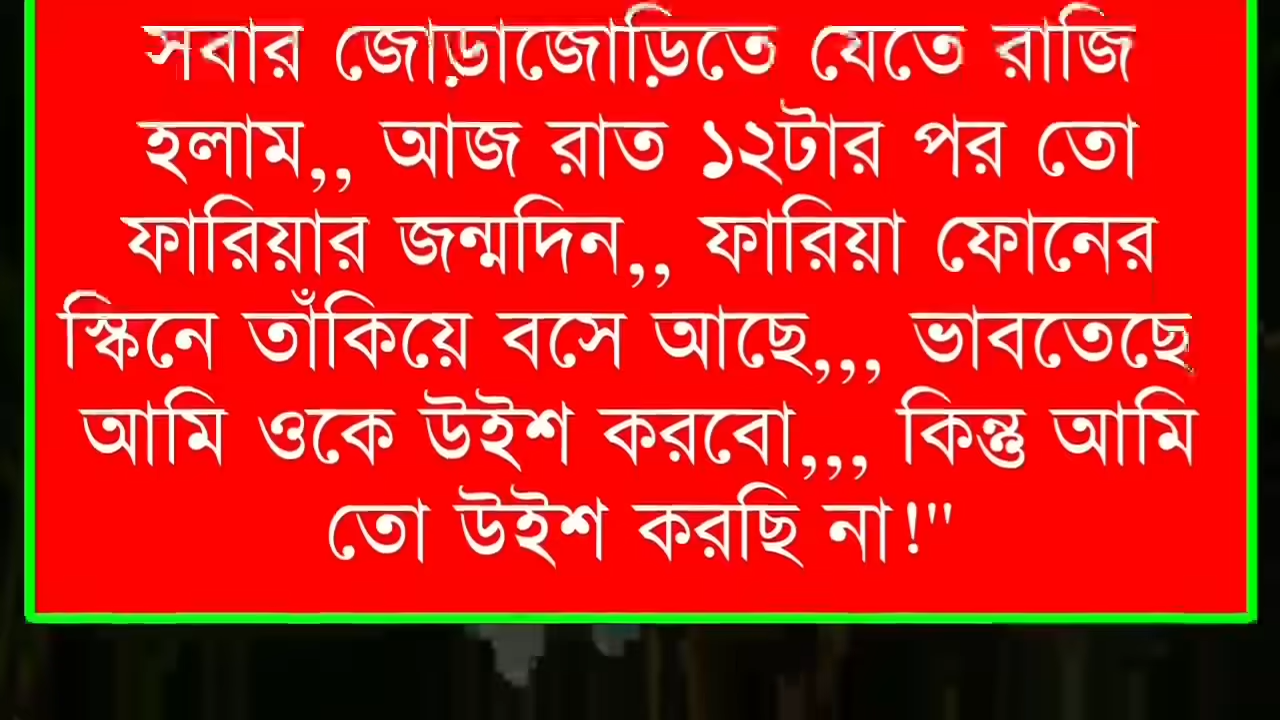 সবার জোড়াজোড়িতে যেতে রাজি
হলাম,, আজ রাত ১২টার পর তো
ফারিয়ার জন্মদিন,, ফারিয়া ফোনের
স্কিনে তাঁকিয়ে বসে আছে,,, ভাবতেছে
আমি ওকে উইশ করবো,,, কিন্তু আমি
তো উইশ করছি না!"